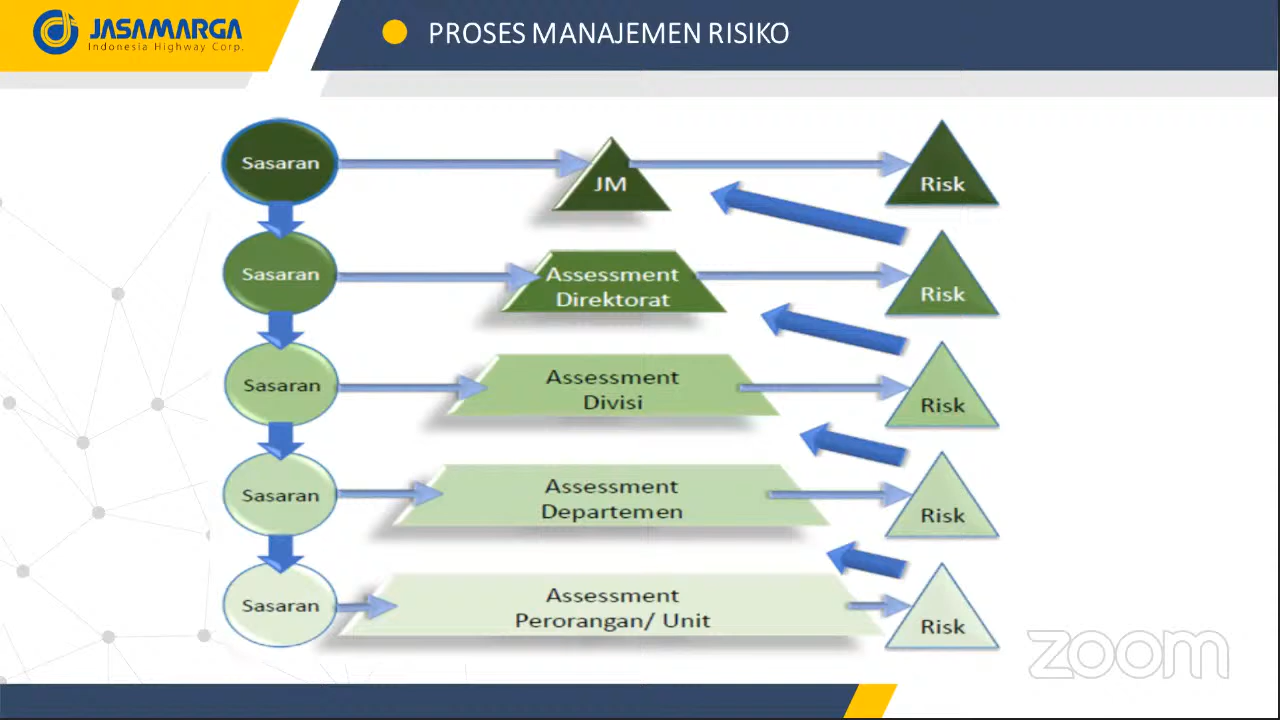 JASAMARGA
Indonesia Highway Corp.
PROSES MANAJEMEN RISIKO
Sasaran
JM
Risk
Sasaran
Assessment
Direktorat
Risk
Sasaran
Assessment
Divisi
Risk
Sasaran
Assessment
Departemen
Risk
Sasaran
Assessment
Perorangan/ Unit
Risk
zoom